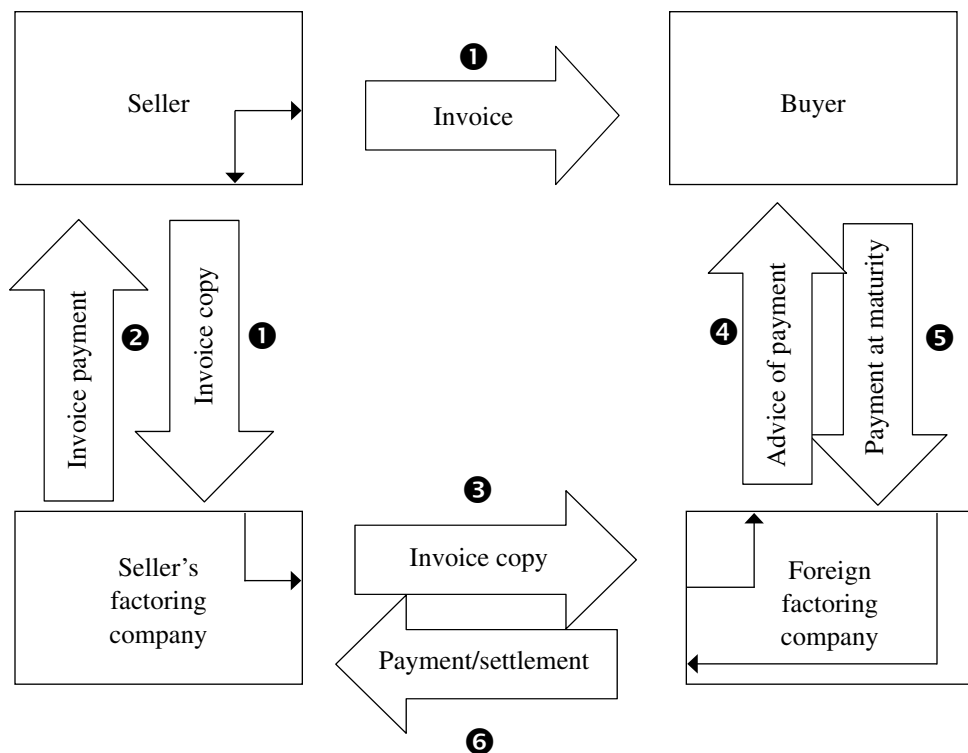 ❶
Seller
Invoice
Buyer
Invoice payment
❷
Invoice copy
❶
❹
Advice of payment
Payment at maturity
❺
❸
Seller’s
factoring
company
Invoice copy
Foreign
factoring
company
Payment/settlement
❻